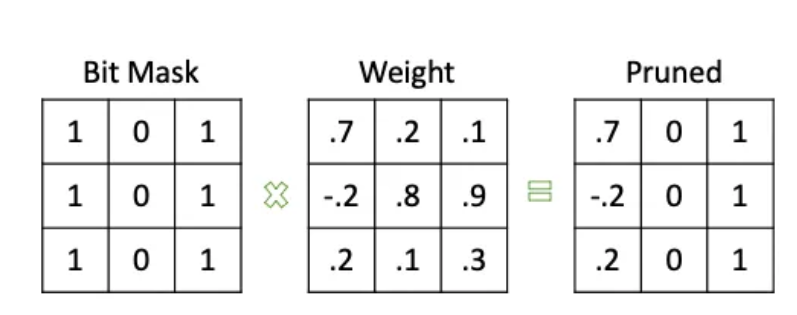 Bit Mask Weight Pruned
1 0 1 .7 .2 .1 .7 0 1
1 0 1 × -.2 .8 .9 = -.2 0 1
1 0 1 .2 .1 .3 .2 0 1